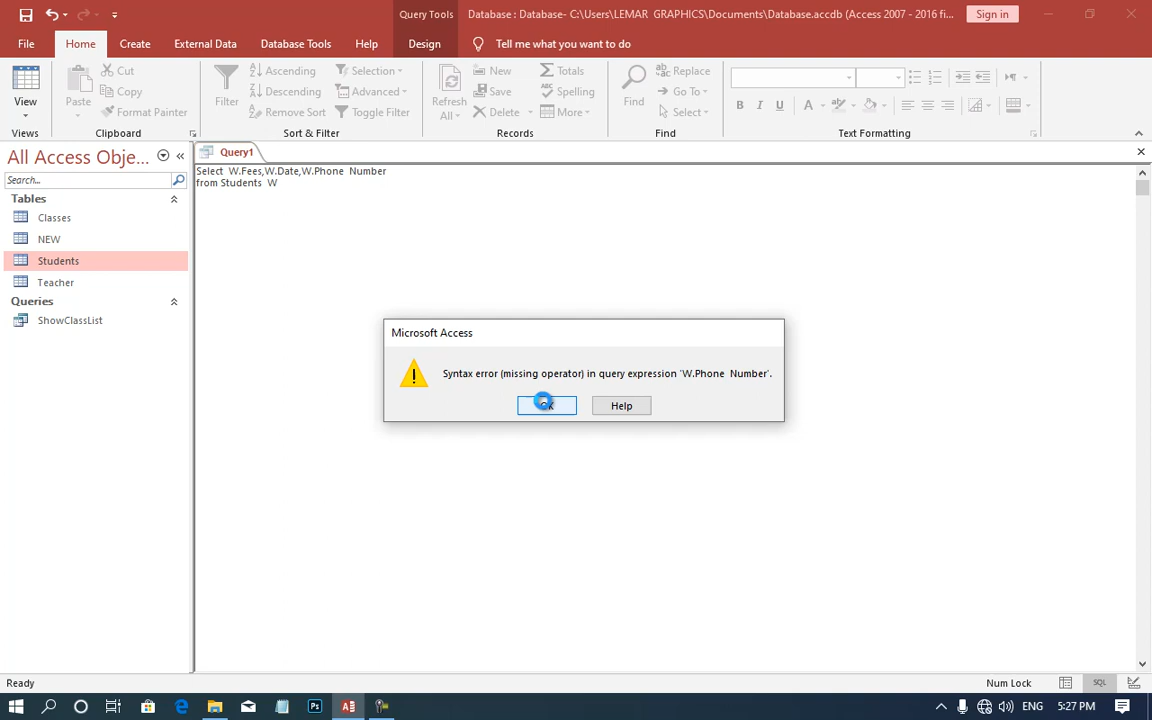 Query Tools
Database : Database- C:\Users\LEMAR GRAPHICS\Documents\Database.accdb (Access 2007 - 2016 fi...
Sign in
File
Home
Create
External Data
Database Tools
Help
Design
Tell me what you want to do
View
Views
Paste
Cut
Copy
Format Painter
Clipboard
Filter
Ascending
Descending
Remove Sort
Selection
Advanced
Toggle Filter
Sort & Filter
Refresh
All
New
Save
Delete
Totals
Spelling
More
Records
Find
Replace
Go To
Select
Find
B I U A
Text Formatting
All Access Obje...
Search...
Tables
Classes
NEW
Students
Teacher
Queries
ShowClassList
Query1
Select W.Fees,W.Date,W.Phone Number
from Students W
Microsoft Access
Syntax error (missing operator) in query expression 'W.Phone Number'.
Help
Ready
Num Lock
SQL
Ps
ENG
5:27 PM